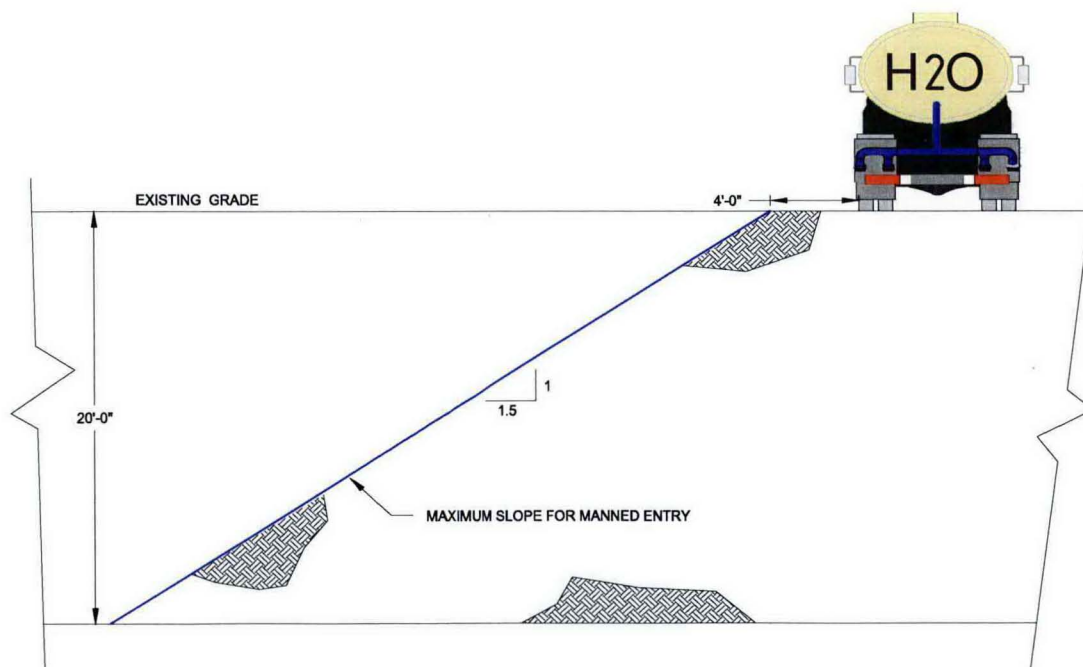 H2O
EXISTING GRADE
4'-0"
1
1.5
20'-0"
MAXIMUM SLOPE FOR MANNED ENTRY